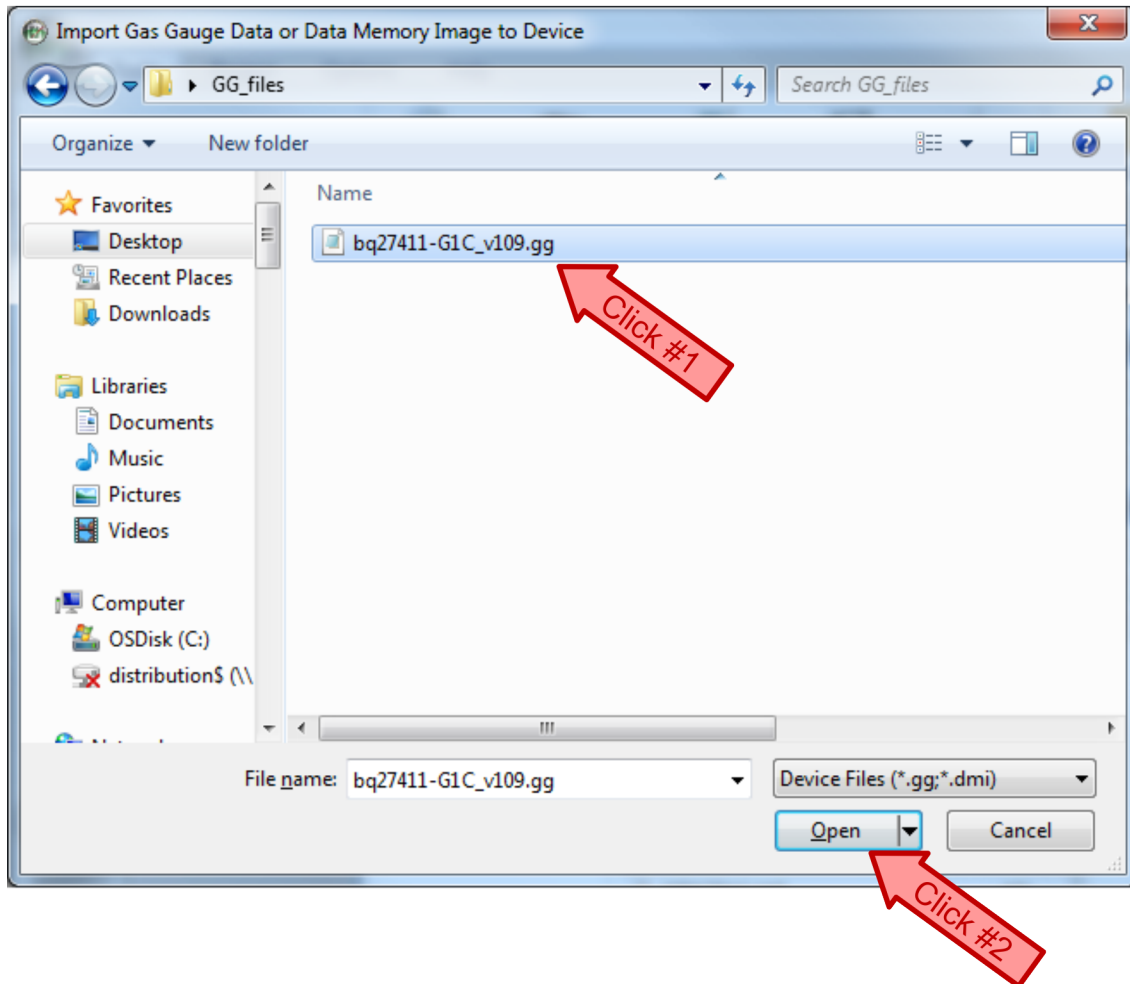 Import Gas Gauge Data or Data Memory Image to Device
GG_files
Search GG_files
Organize
New folder
Favorites
Desktop
Recent Places
Downloads
Libraries
Documents
Music
Pictures
Videos
Computer
OSDisk (C:)
distribution$ (\\
Name
bq27411-G1C_v109.gg
Click #1
File name: bq27411-G1C_v109.gg
Device Files (*.gg;*.dmi)
Open
Cancel
Click #2